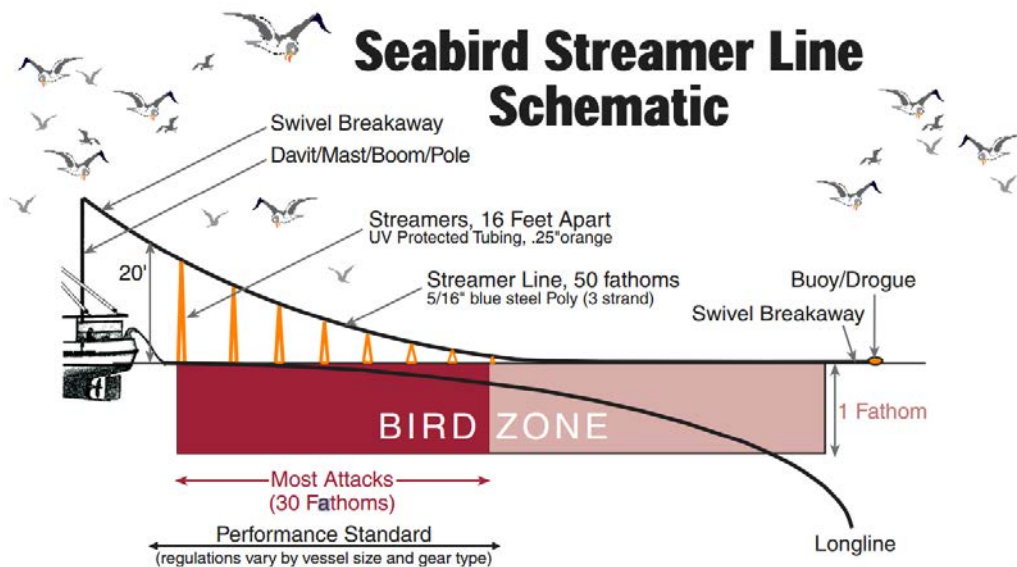 Seabird Streamer Line
Schematic
Swivel Breakaway
Davit/Mast/Boom/Pole
Streamers, 16 Feet Apart
UV Protected Tubing, .25"orange
20'
Streamer Line, 50 fathoms
5/16" blue steel Poly (3 strand)
Buoy/Drogue
Swivel Breakaway
BIRD ZONE
1 Fathom
Most Attacks
(30 Fathoms)
Performance Standard
(regulations vary by vessel size and gear type)
Longline